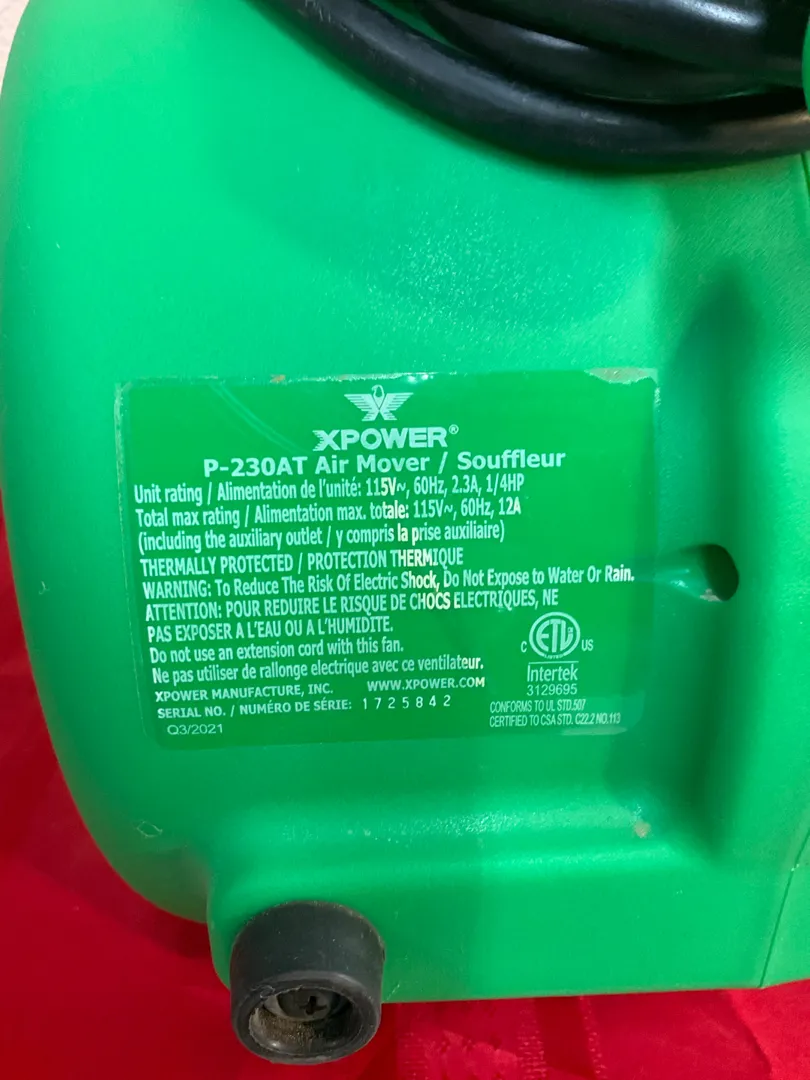 XPOWER®
P-230AT Air Mover / Souffleur
Unit rating / Alimentation de l'unité: 115V~, 60Hz, 2.3A, 1/4HP
Total max rating / Alimentation max. totale: 115V~, 60Hz, 12A
(including the auxiliary outlet / y compris la prise auxiliaire)
THERMALLY PROTECTED / PROTECTION THERMIQUE
WARNING: To Reduce The Risk Of Electric Shock, Do Not Expose to Water Or Rain.
ATTENTION: POUR REDUIRE LE RISQUE DE CHOCS ELECTRIQUES, NE
PAS EXPOSER A L'EAU OU A L'HUMIDITE.
Do not use an extension cord with this fan.
Ne pas utiliser de rallonge electrique avec ce ventilateur.
XPOWER MANUFACTURE, INC. WWW.XPOWER.COM
SERIAL NO. / NUMÉRO DE SÉRIE: 1725842
Q3/2021
C ETL US
LISTED
Intertek
3129695
CONFORMS TO UL STD.507
CERTIFIED TO CSA STD. C22.2 NO.113